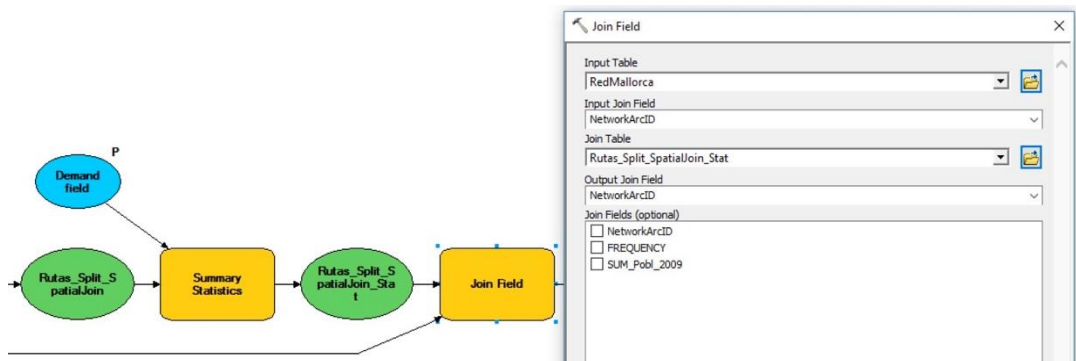 P
Demand
field
Rutas_Split_S
patialJoin
Summary
Statistics
Rutas_Split_S
patialJoin_Sta
t
Join Field
Join Field
Input Table
RedMallorca
Input Join Field
NetworkArcID
Join Table
Rutas_Split_SpatialJoin_Stat
Output Join Field
NetworkArcID
Join Fields (optional)
NetworkArcID
FREQUENCY
SUM_Pobl_2009